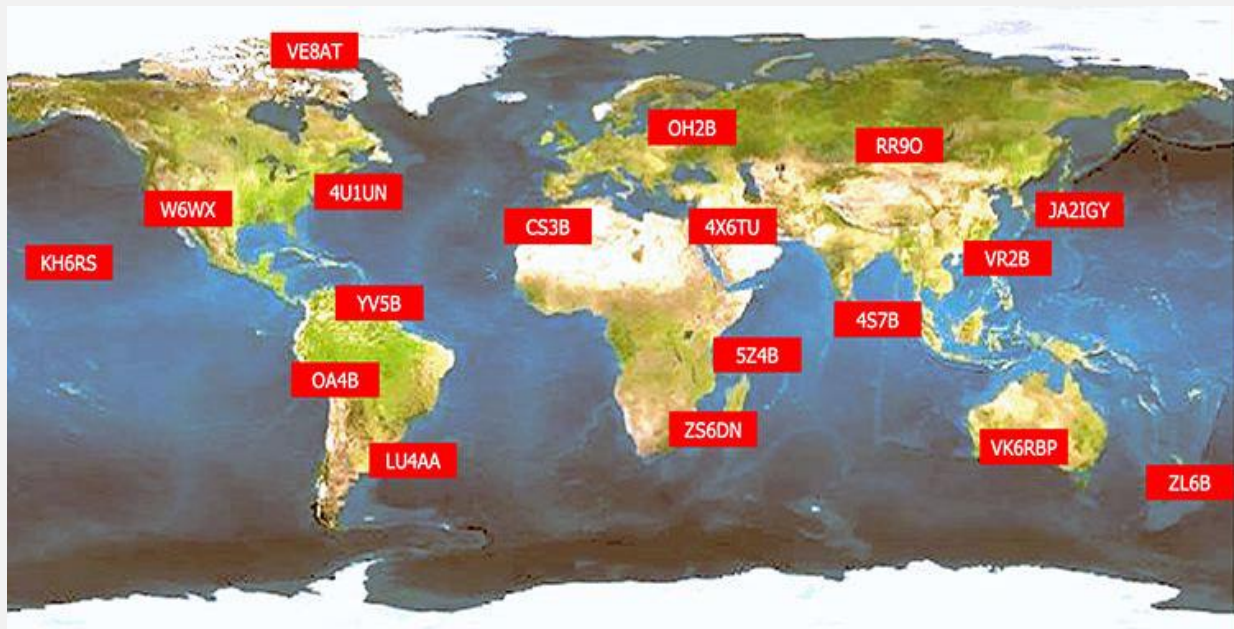 VE8AT
OH2B
RR9O
4U1UN
W6WX
JA2IGY
CS3B
4X6TU
KH6RS
VR2B
YV5B
4S7B
5Z4B
OA4B
ZS6DN
VK6RBP
LU4AA
ZL6B